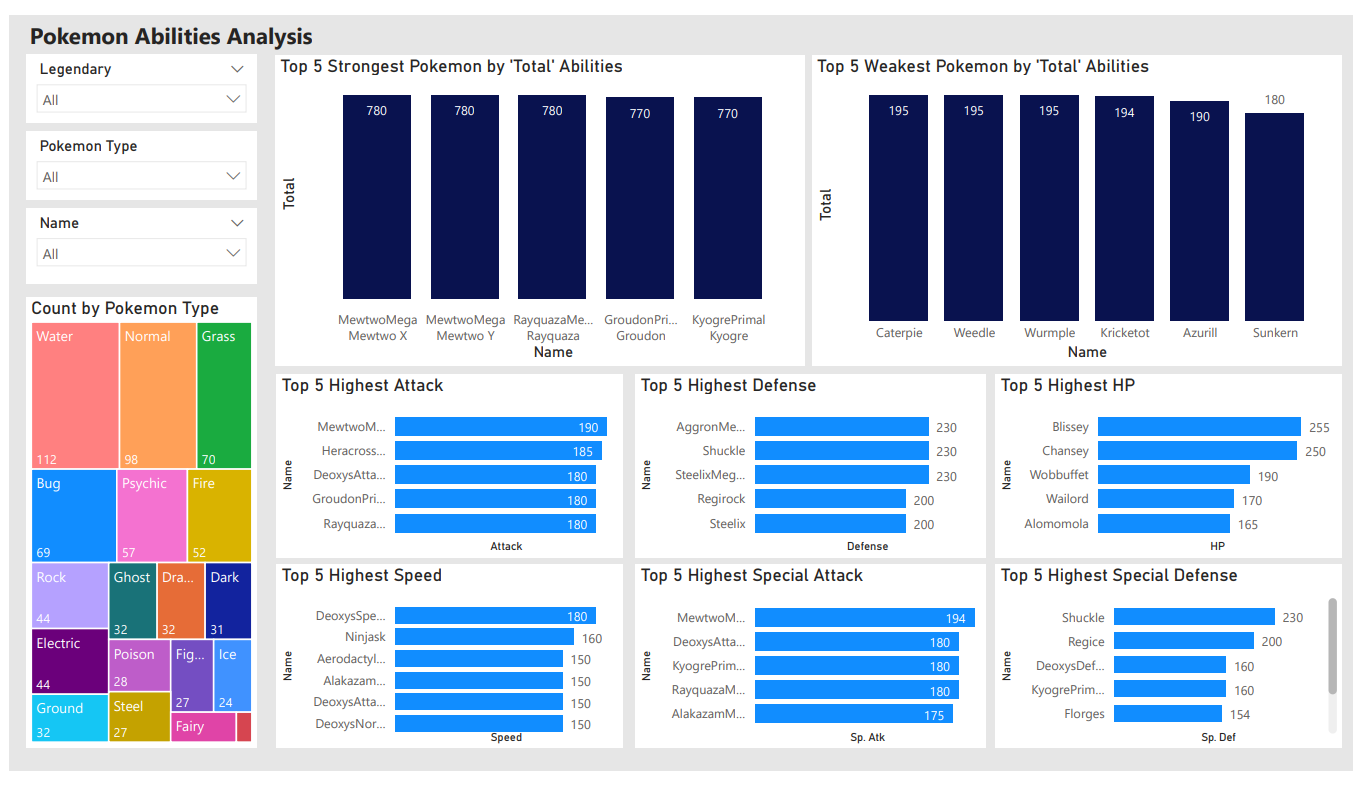 Pokemon Abilities Analysis
Legendary
All
Pokemon Type
All
Name
All
Count by Pokemon Type
Water
112
Normal
98
Grass
70
Bug
69
Psychic
57
Fire
52
Rock
44
Ghost
32
Dra...
32
Dark
31
Electric
44
Poison
28
Fig...
27
Ice
24
Ground
32
Steel
27
Fairy
Top 5 Strongest Pokemon by 'Total' Abilities
Total
780
780
780
770
770
MewtwoMega
Mewtwo X
MewtwoMega
Mewtwo Y
RayquazaMe...
Rayquaza
GroudonPri...
Groudon
KyogrePrimal
Kyogre
Name
Top 5 Weakest Pokemon by 'Total' Abilities
Total
195
195
195
194
190
180
Caterpie
Weedle
Wurmple
Kricketot
Azurill
Sunkern
Name
Top 5 Highest Attack
Name
MewtwoM... 190
Heracross... 185
DeoxysAtta... 180
GroudonPri... 180
Rayquaza... 180
Attack
Top 5 Highest Defense
Name
AggronMe... 230
Shuckle 230
SteelixMeg... 230
Regirock 200
Steelix 200
Defense
Top 5 Highest HP
Name
Blissey 255
Chansey 250
Wobbuffet 190
Wailord 170
Alomomola 165
HP
Top 5 Highest Speed
Name
DeoxysSpe... 180
Ninjask 160
Aerodactyl... 150
Alakazam... 150
DeoxysAtta... 150
DeoxysNor... 150
Speed
Top 5 Highest Special Attack
Name
MewtwoM... 194
DeoxysAtta... 180
KyogrePrim... 180
RayquazaM... 180
AlakazamM... 175
Sp. Atk
Top 5 Highest Special Defense
Name
Shuckle 230
Regice 200
DeoxysDef... 160
KyogrePrim... 160
Florges 154
Sp. Def